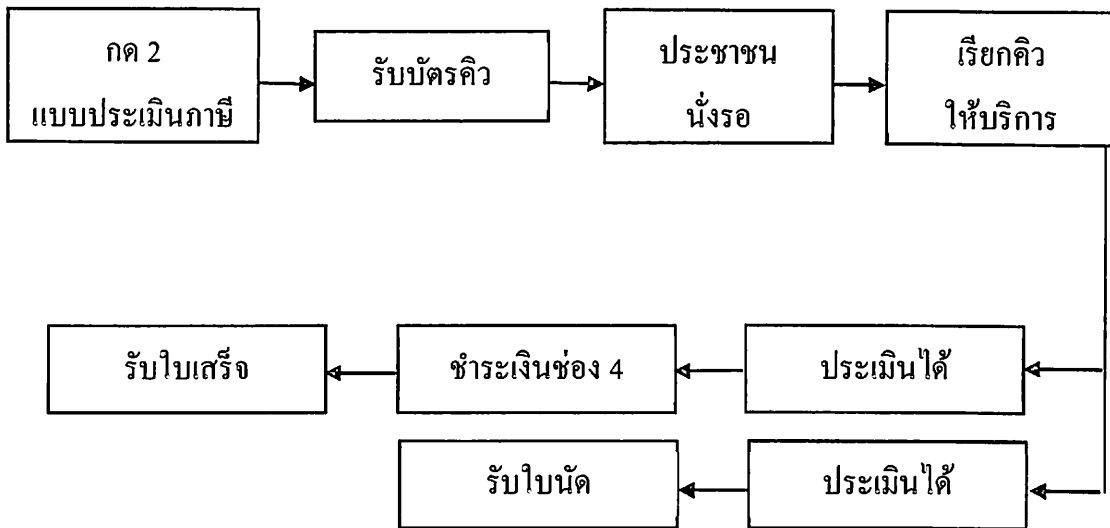 กด 2
แบบประเมินภาษี
รับบัตรคิว
ประชาชน
นั่งรอ
เรียกคิว
ให้บริการ
รับใบเสร็จ
ชำระเงินช่อง 4
ประเมินได้
รับใบนัด
ประเมินได้